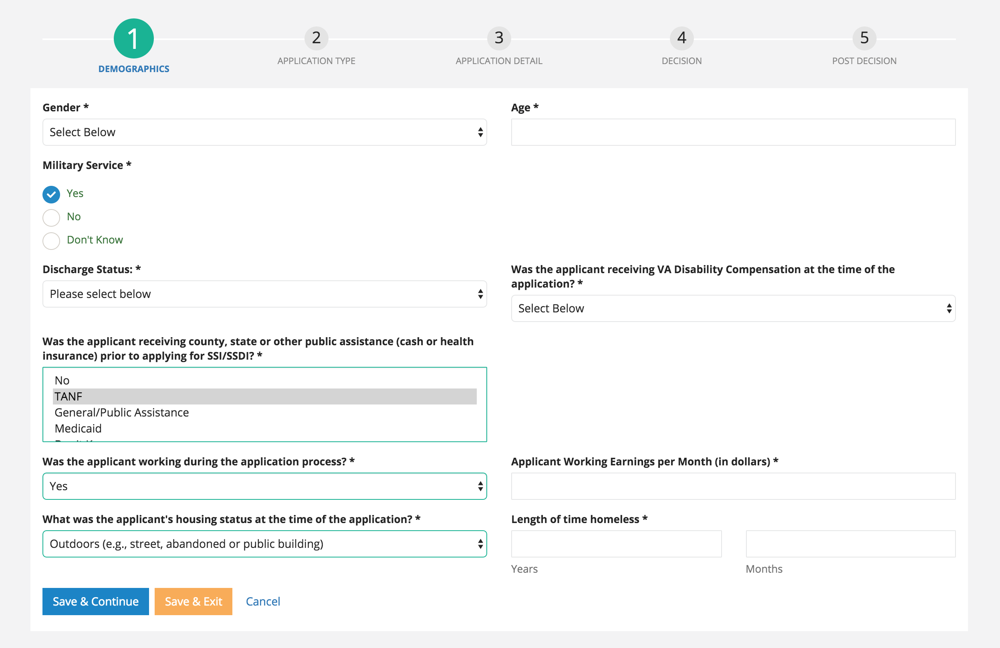 1
DEMOGRAPHICS
2
APPLICATION TYPE
3
APPLICATION DETAIL
4
DECISION
5
POST DECISION
Gender *
Select Below
Age *
Military Service *
Yes
No
Don't Know
Discharge Status: *
Please select below
Was the applicant receiving VA Disability Compensation at the time of the
application? *
Select Below
Was the applicant receiving county, state or other public assistance (cash or health
insurance) prior to applying for SSI/SSDI? *
No
TANF
General/Public Assistance
Medicaid
Was the applicant working during the application process? *
Yes
Applicant Working Earnings per Month (in dollars) *
What was the applicant's housing status at the time of the application? *
Outdoors (e.g., street, abandoned or public building)
Length of time homeless *
Years
Months
Save & Continue
Save & Exit
Cancel